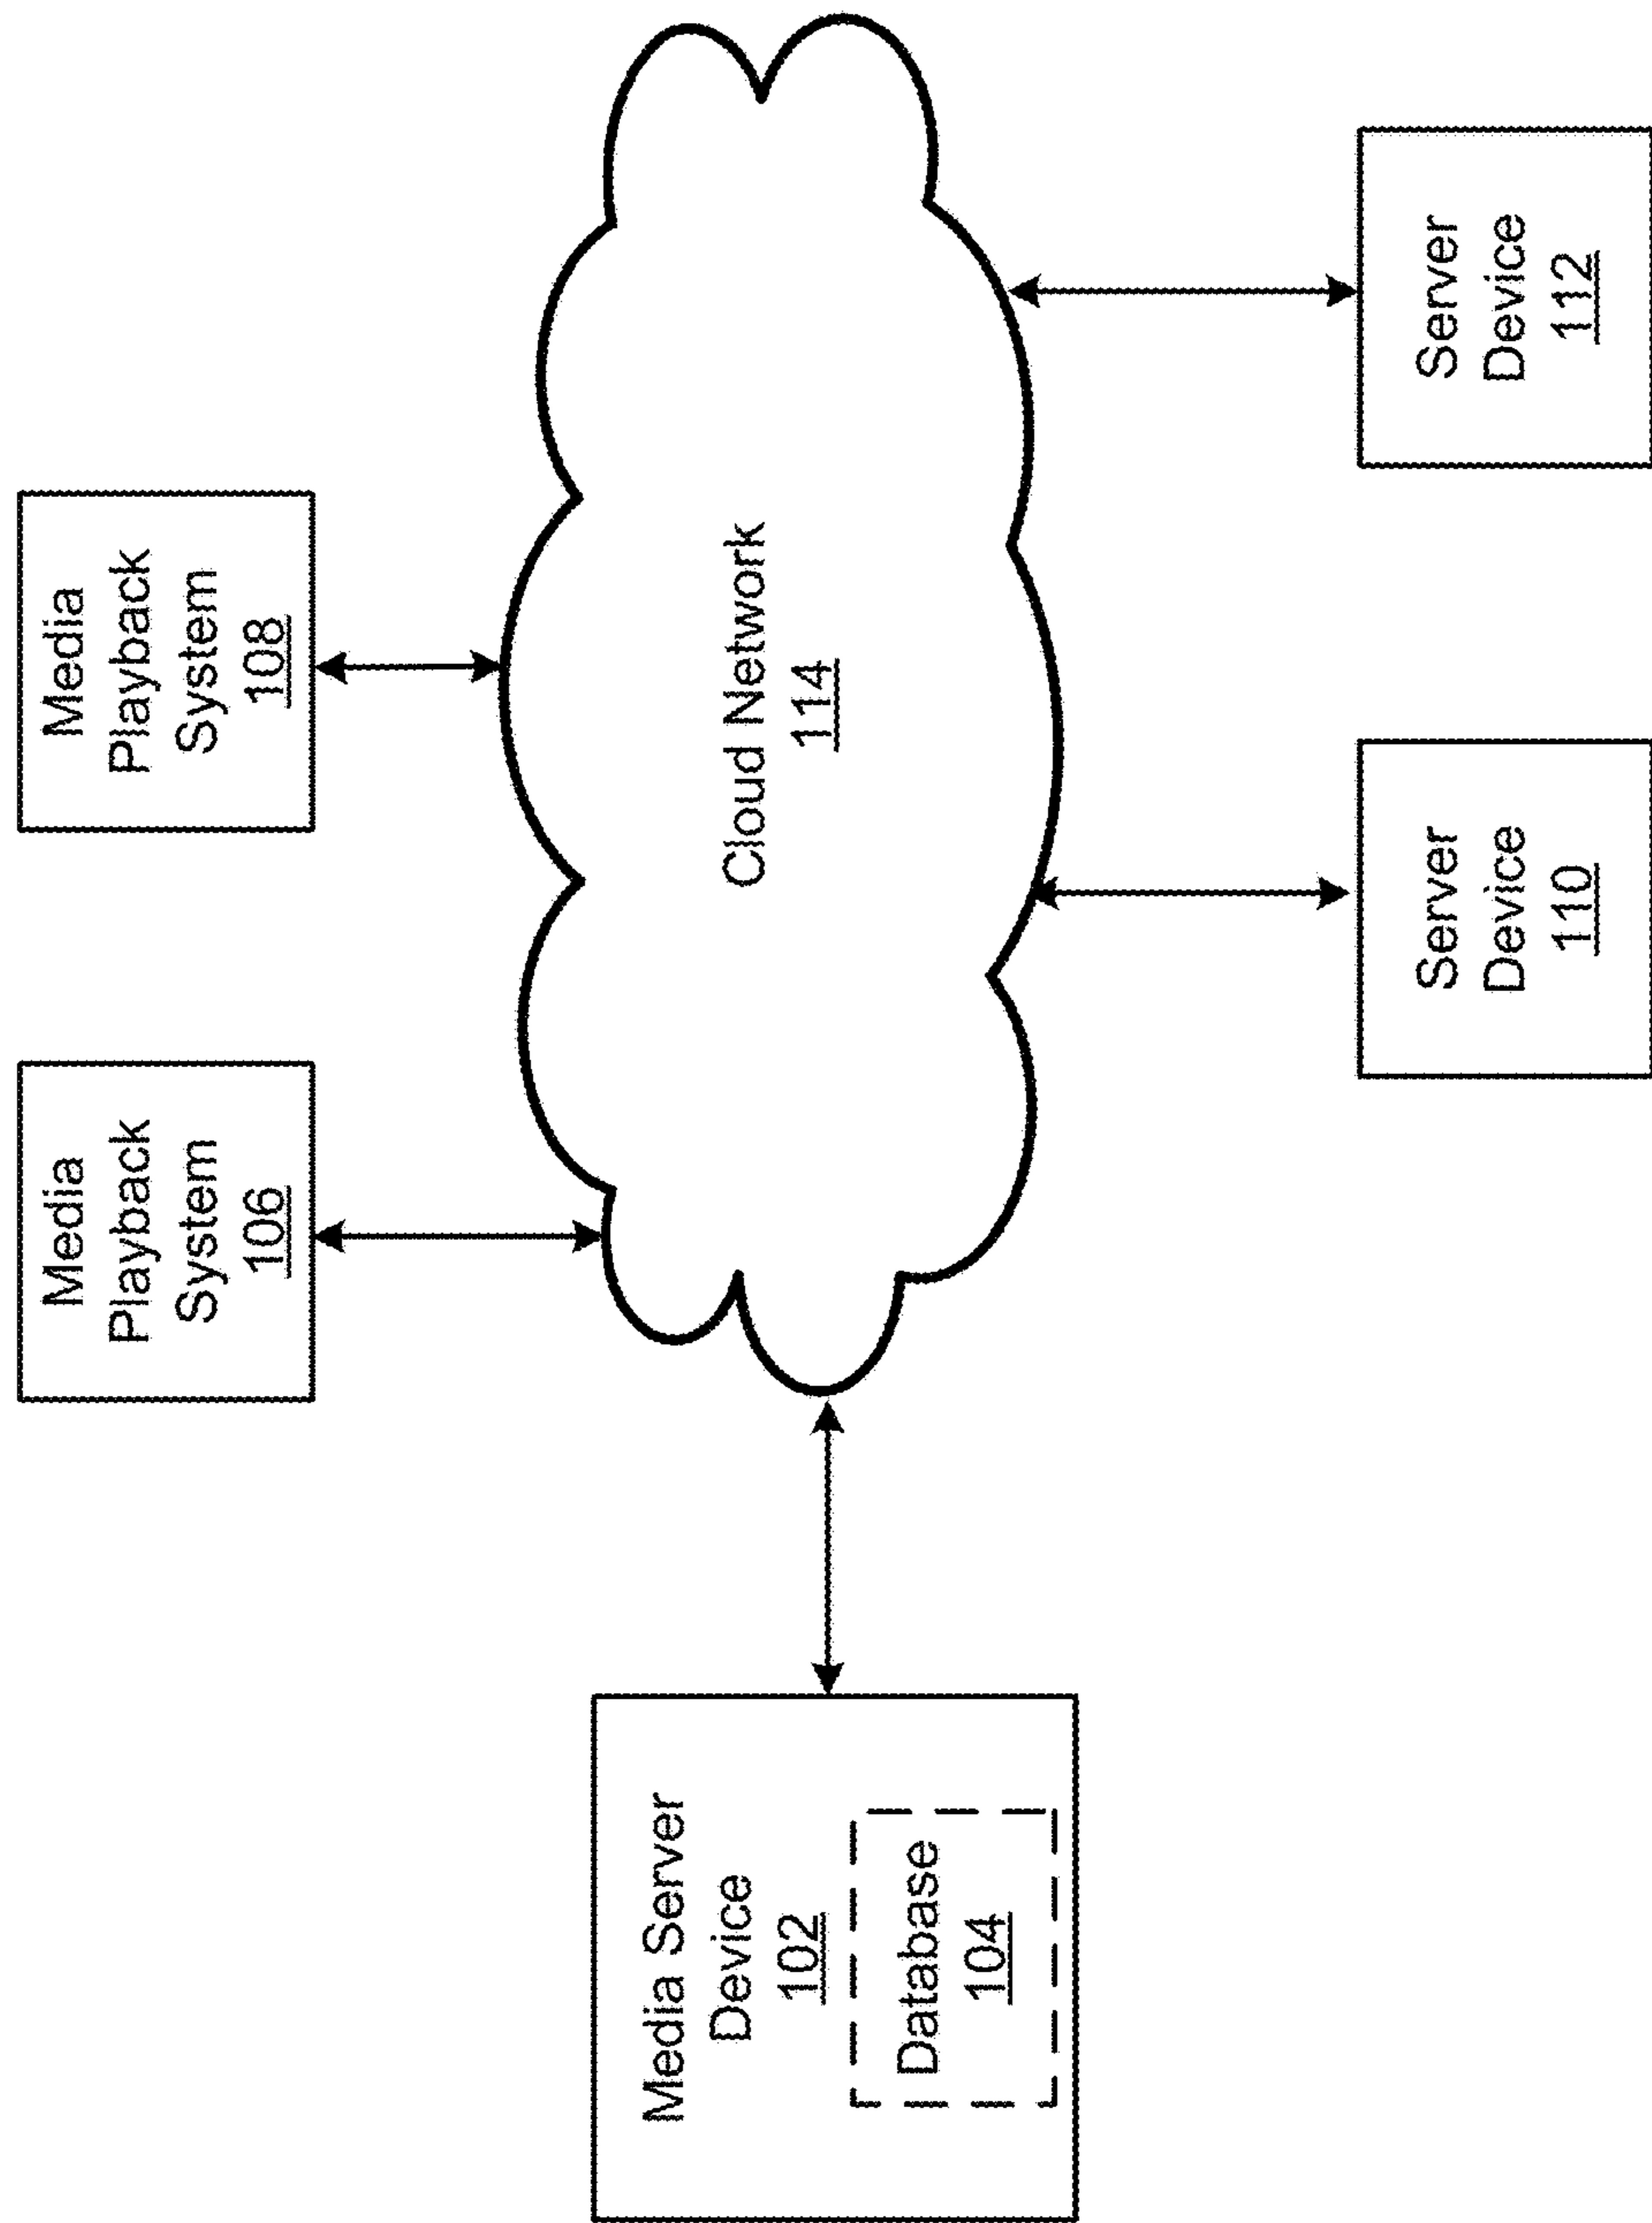 Media
Playback
System
106
Media
Playback
System
108
Media Server
Device
102
Database
104
Cloud Network
114
Server
Device
110
Server
Device
112